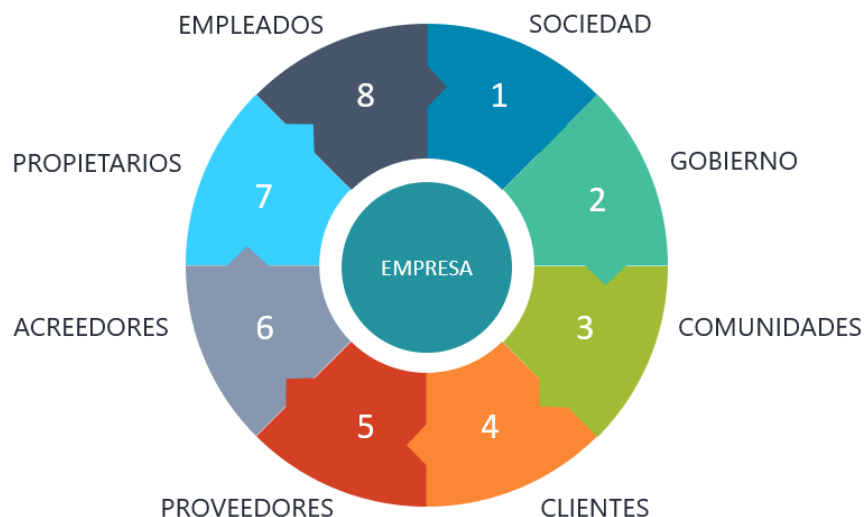 EMPLEADOS
SOCIEDAD
8
1
PROPIETARIOS
GOBIERNO
7
2
EMPRESA
ACREEDORES
6
3
COMUNIDADES
5
4
PROVEEDORES
CLIENTES